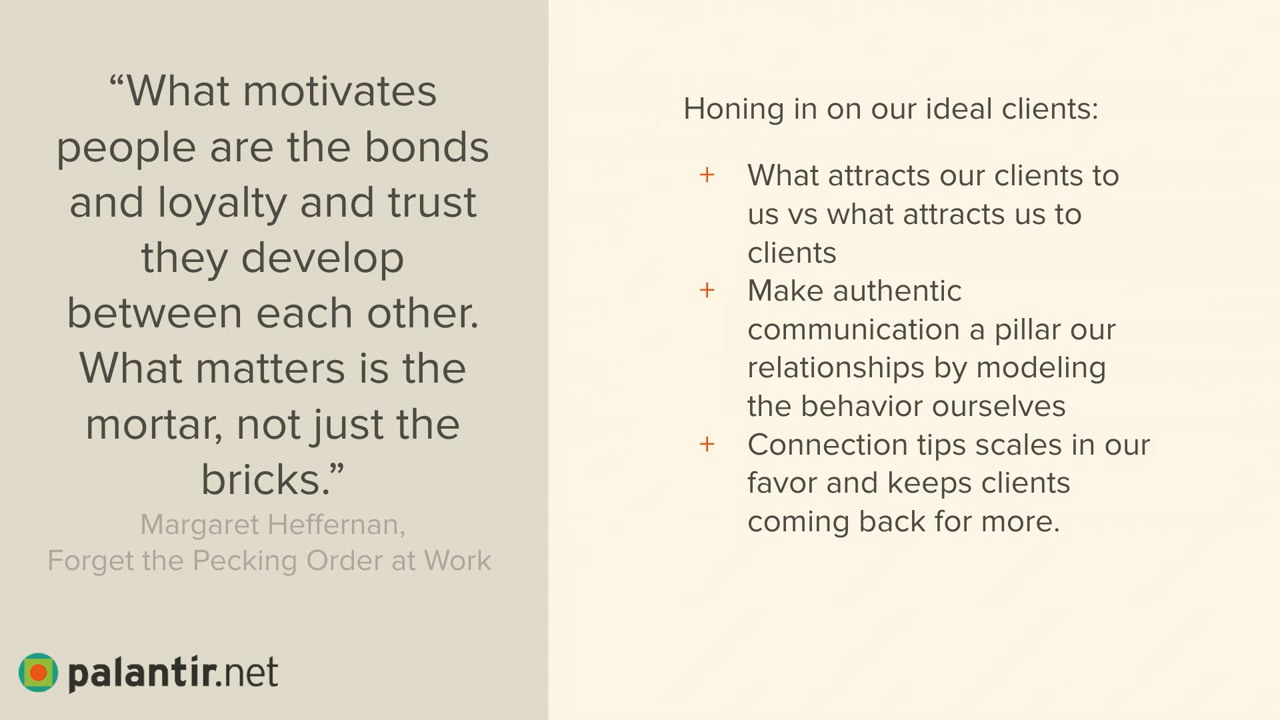 “What motivates
people are the bonds
and loyalty and trust
they develop
between each other.
What matters is the
mortar, not just the
bricks.”
Margaret Heffernan,
Forget the Pecking Order at Work
palantir.net
Honing in on our ideal clients:
+ What attracts our clients to
us vs what attracts us to
clients
+ Make authentic
communication a pillar our
relationships by modeling
the behavior ourselves
+ Connection tips scales in our
favor and keeps clients
coming back for more.